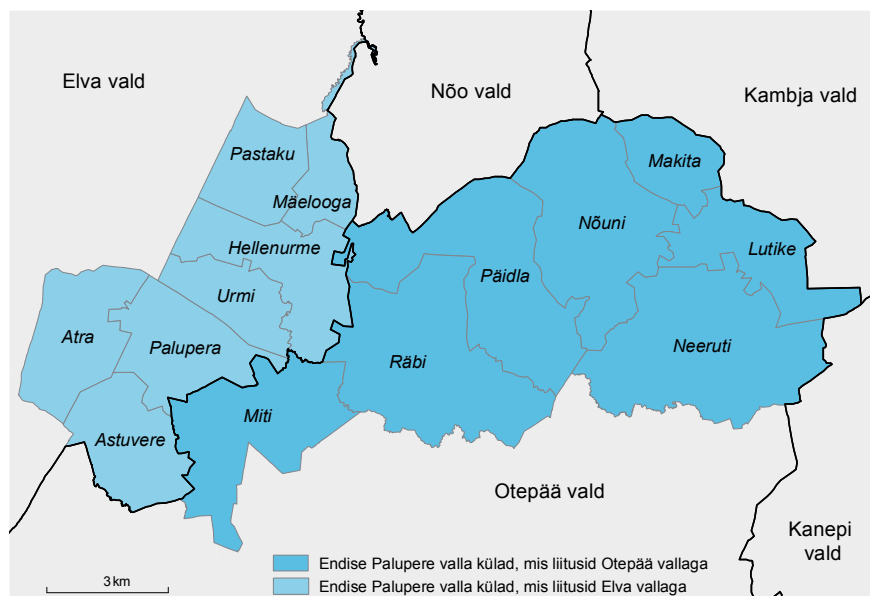 Elva vald
Nõo vald
Kambja vald
Pastaku
Makita
Mäelooga
Nõuni
Hellenurme
Lutike
Päidla
Urmi
Atra
Palupera
Neeruti
Räbi
Miti
Astuvere
Otepää vald
Kanepi
vald
Endise Palupere valla külad, mis liitusid Otepää vallaga
Endise Palupere valla külad, mis liitusid Elva vallaga
3 km